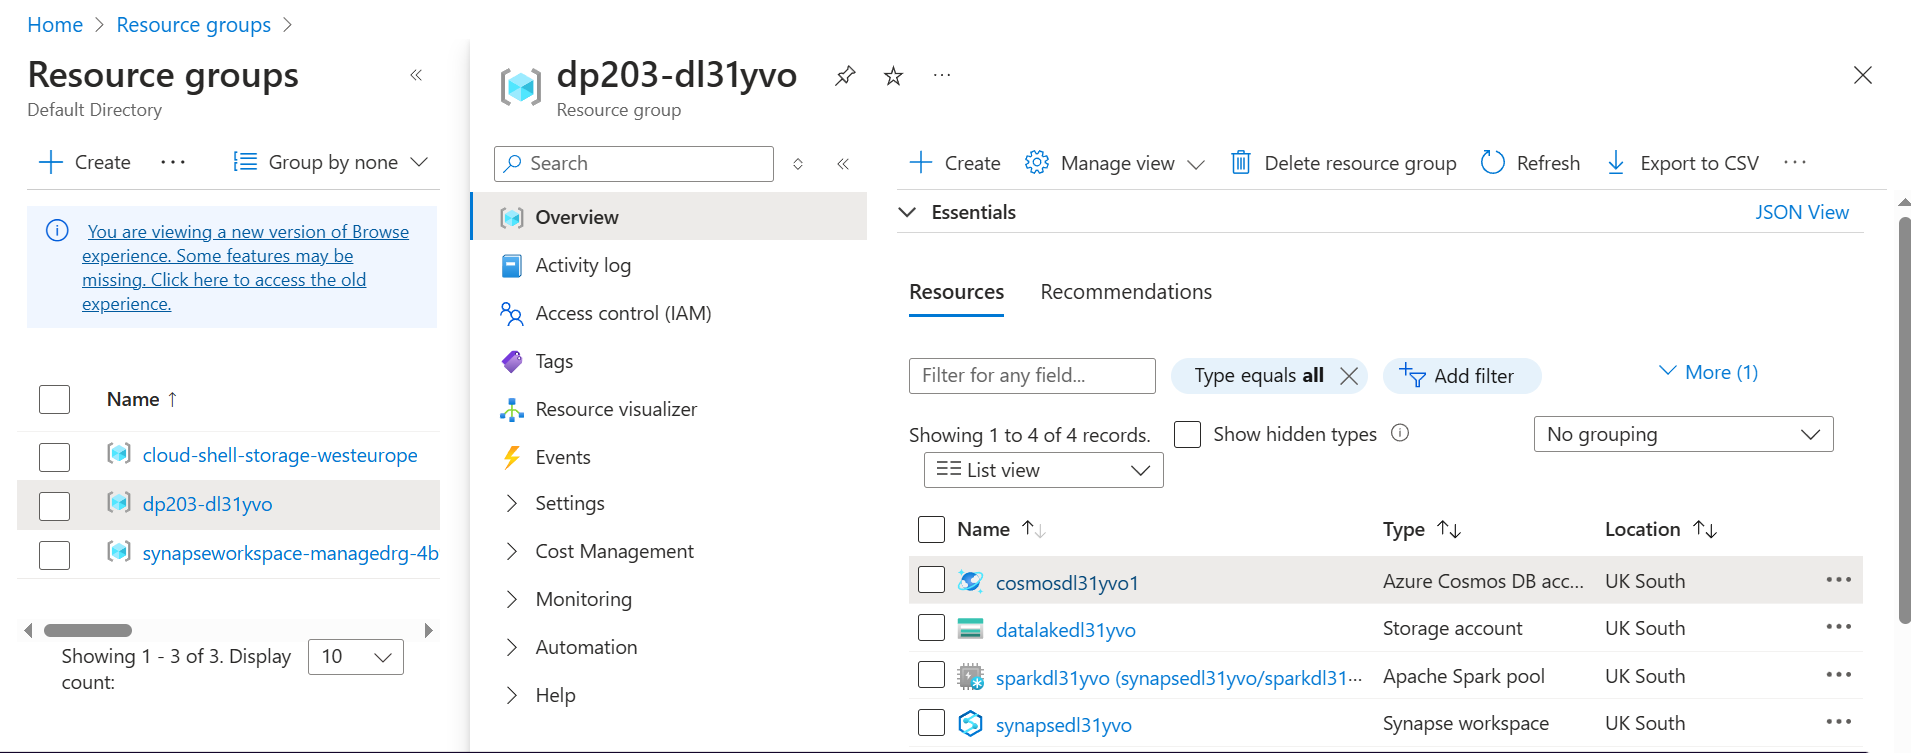 Home > Resource groups >
Resource groups
Default Directory
Create
Group by none
You are viewing a new version of Browse
experience. Some features may be
missing. Click here to access the old
experience.
Name ↑
cloud-shell-storage-westeurope
dp203-dl31yvo
synapseworkspace-managedrg-4b
Showing 1 - 3 of 3. Display
count:
10
dp203-dl31yvo
Resource group
Search
Overview
Activity log
Access control (IAM)
Tags
Resource visualizer
Events
Settings
Cost Management
Monitoring
Automation
Help
Create
Manage view
Delete resource group
Refresh
Export to CSV
Essentials
JSON View
Resources
Recommendations
Filter for any field...
Type equals all
Add filter
More (1)
Showing 1 to 4 of 4 records.
Show hidden types
No grouping
List view
Name ↑↓ Type ↑↓ Location ↑↓
cosmosdl31yvo1 Azure Cosmos DB acc... UK South
datalakedl31yvo Storage account UK South
sparkdl31yvo (synapsedl31yvo/sparkdl31··· Apache Spark pool UK South
synapsedl31yvo Synapse workspace UK South